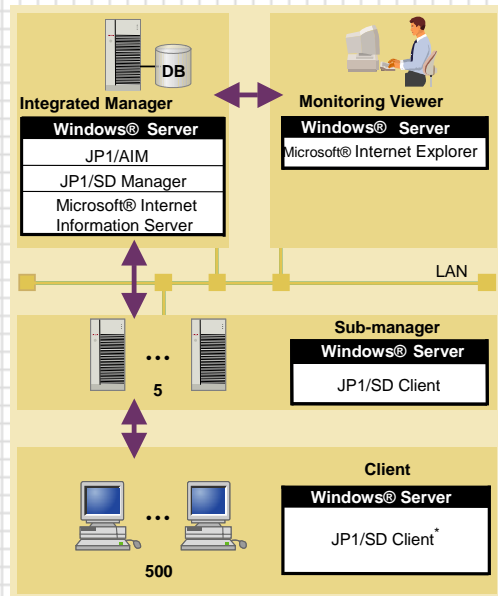 DB
Integrated Manager
Windows® Server
JP1/AIM
JP1/SD Manager
Microsoft® Internet
Information Server
Monitoring Viewer
Windows® Server
Microsoft® Internet Explorer
LAN
...
5
Sub-manager
Windows® Server
JP1/SD Client
...
500
Client
Windows® Server
JP1/SD Client*